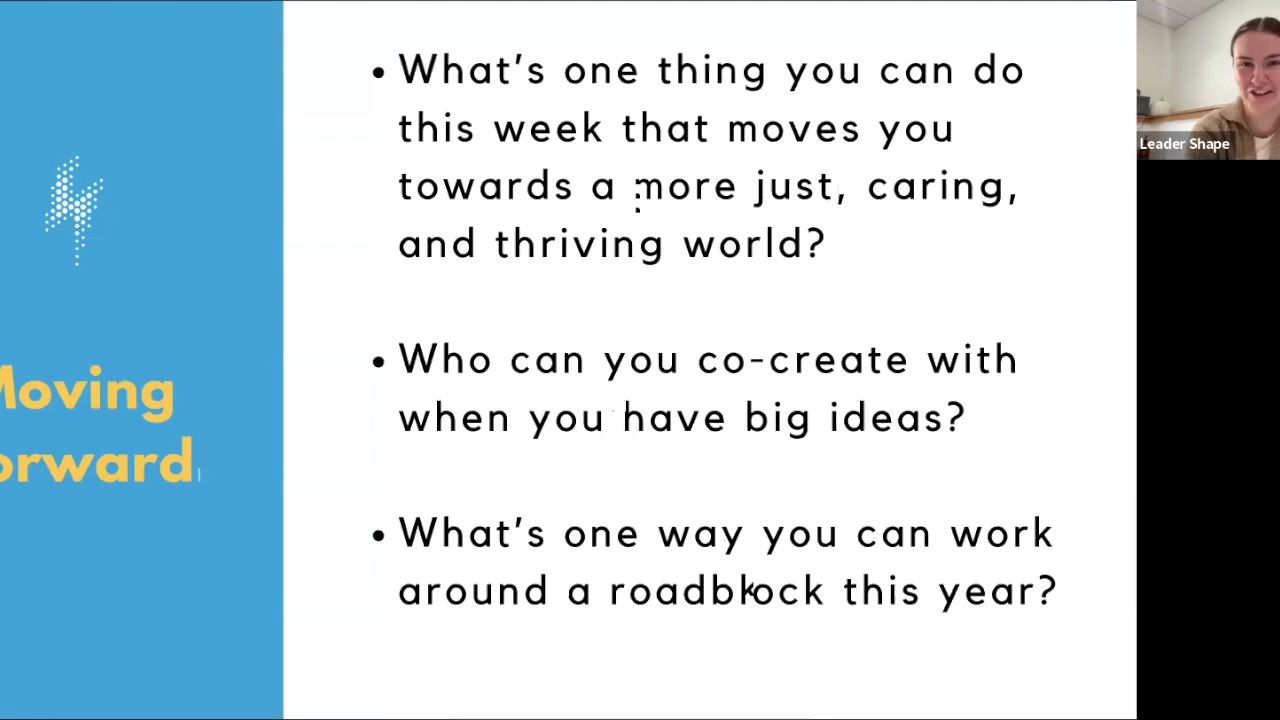 What's one thing you can do
this week that moves you
towards a more just, caring,
and thriving world?
Who can you co-create with
when you have big ideas?
What's one way you can work
around a roadblock this year?
Moving
orward
Leader Shape